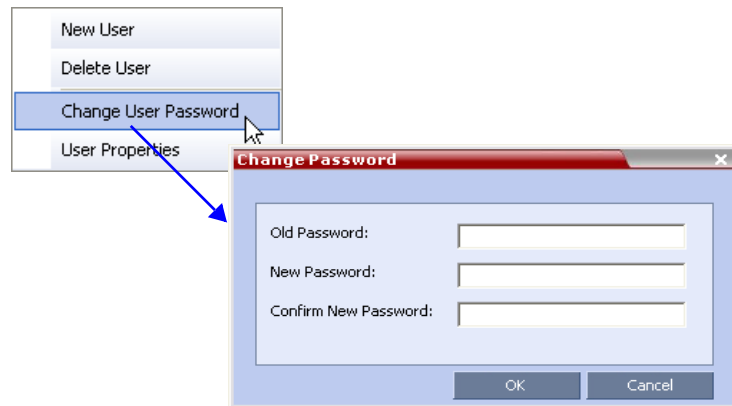 New User
Delete User
Change User Password
User Properties
Change Password
Old Password:
New Password:
Confirm New Password:
OK Cancel